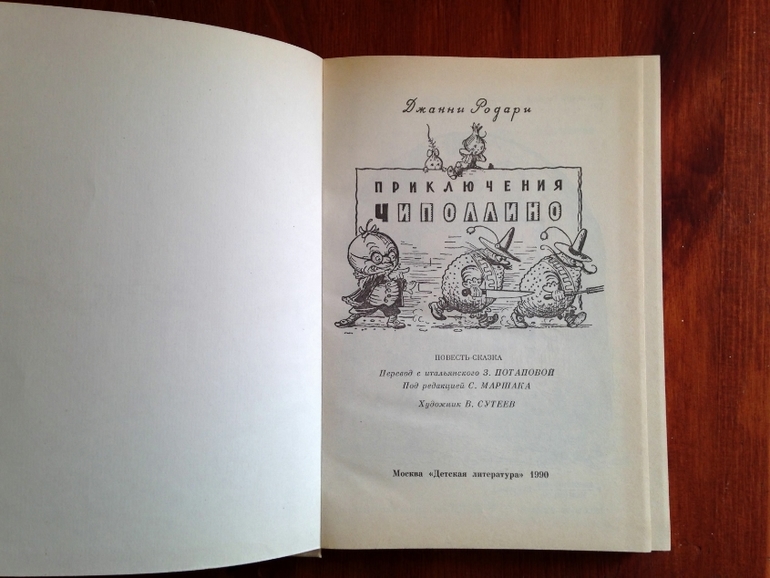 Джанни Родари
ПРИКЛЮЧЕНИЯ
ЧИПОЛЛИНО
ПОВЕСТЬ-СКАЗКА
Перевод с итальянского З. ПОТАПОВОЙ
Под редакцией С. МАРШАКА
Художник В. СУТЕЕВ
Москва «Детская литература» 1990